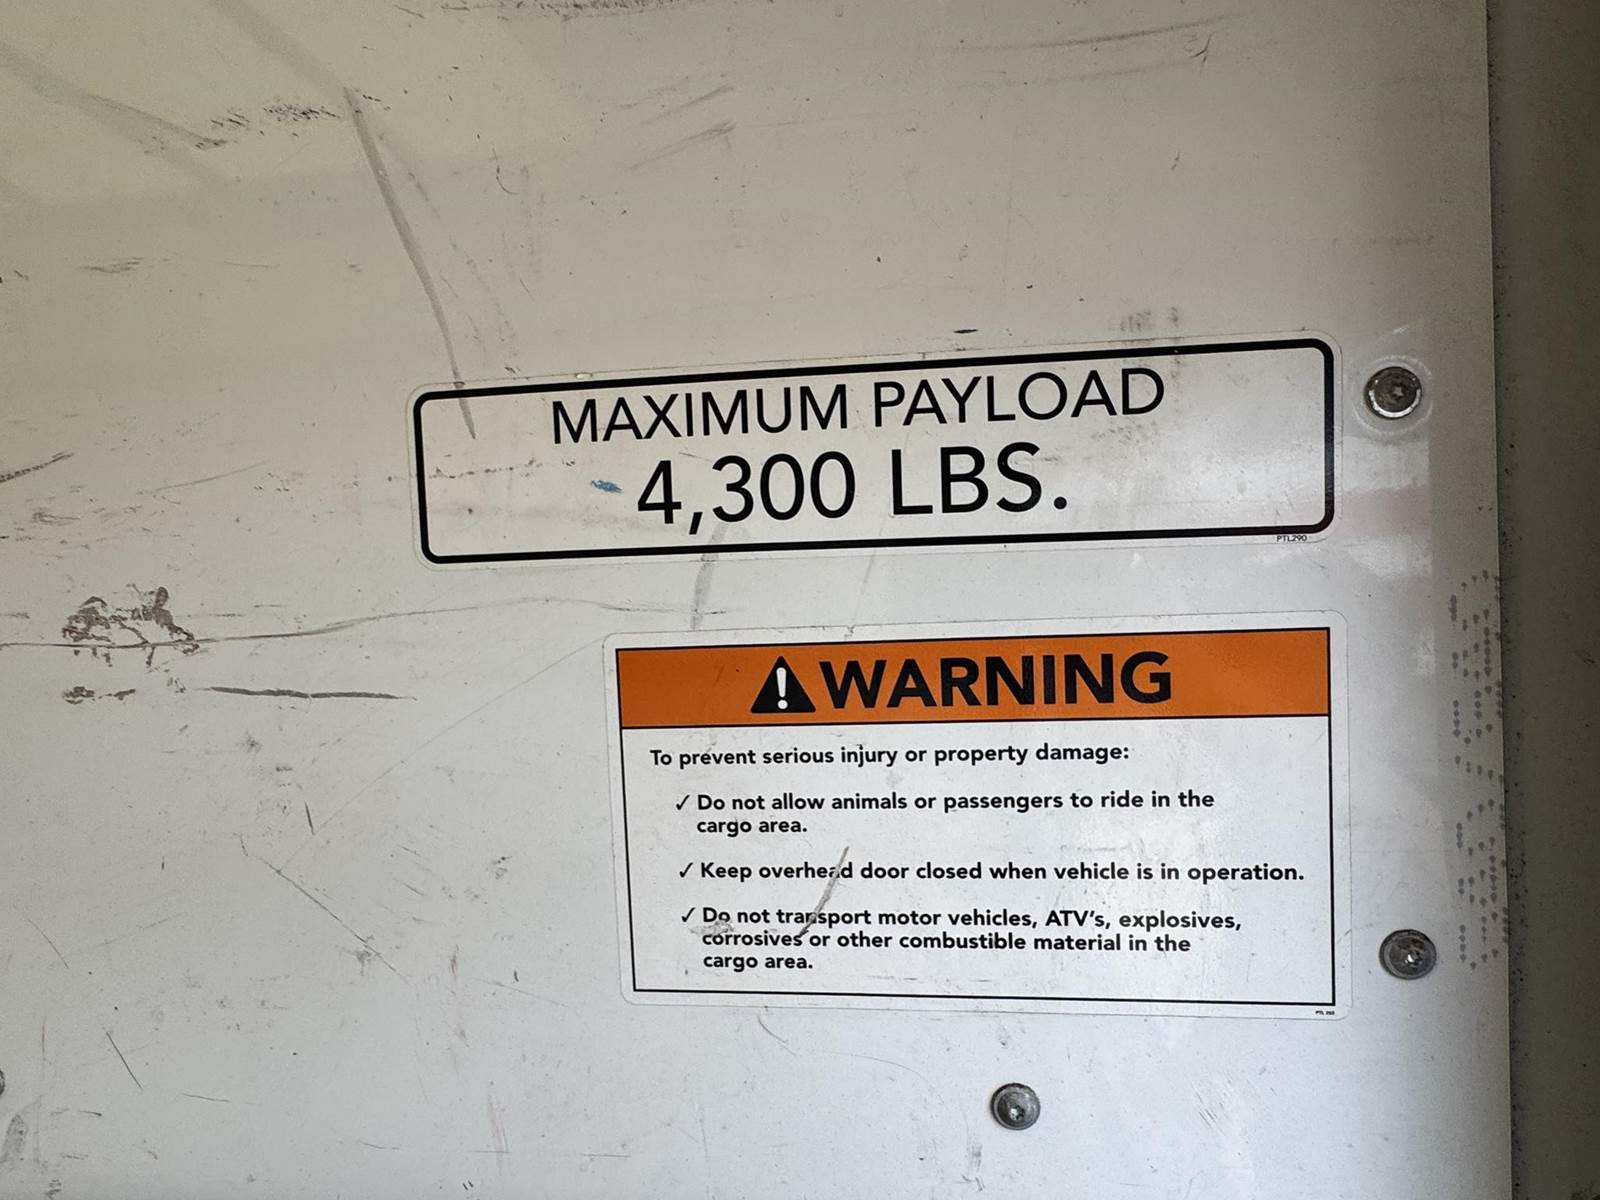 MAXIMUM PAYLOAD
4,300 LBS.
PTL290
WARNING
To prevent serious injury or property damage:
✓ Do not allow animals or passengers to ride in the
cargo area.
✓ Keep overhead door closed when vehicle is in operation.
✓ Do not transport motor vehicles, ATV's, explosives,
corrosives or other combustible material in the
cargo area.